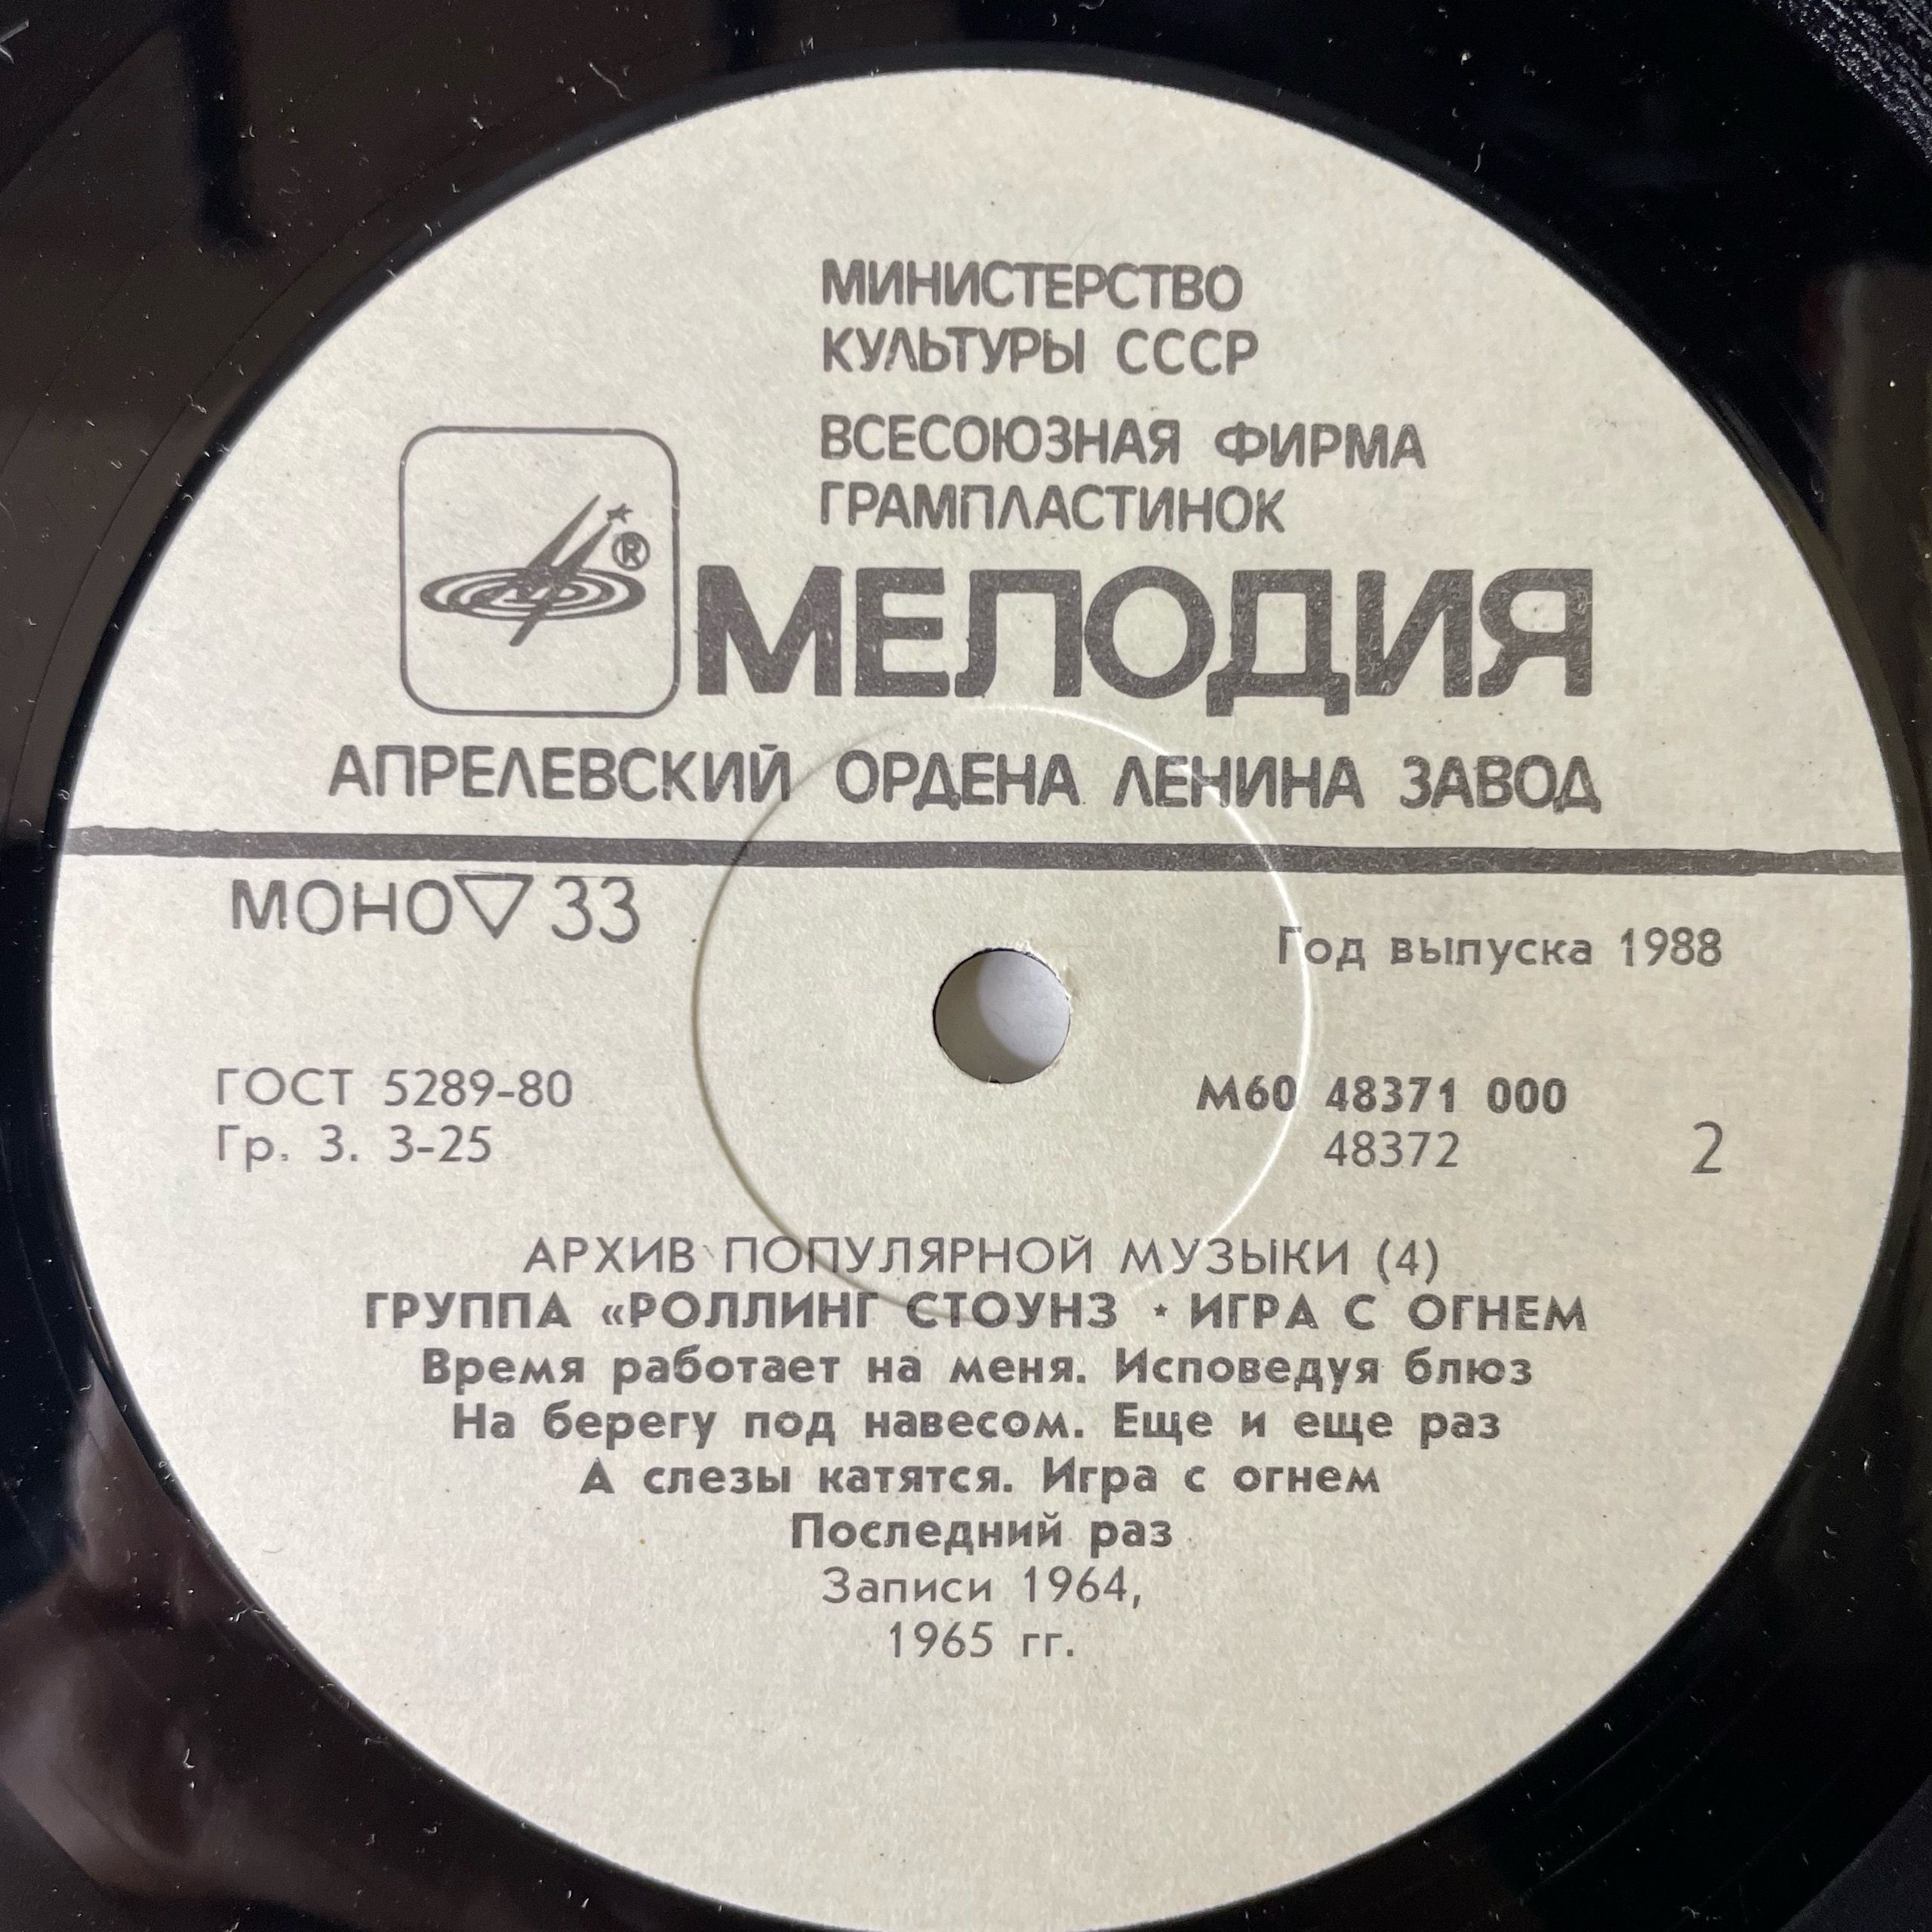 МИНИСТЕРСТВО
КУЛЬТУРЫ СССР
ВСЕСОЮЗНАЯ ФИРМА
ГРАМПЛАСТИНОК
®
МЕЛОДИЯ
АПРЕЛЕВСКИЙ ОРДЕНА ЛЕНИНА ЗАВОД
МОНО ▽ 33
Год выпуска 1988
ГОСТ 5289-80
Гр. 3. 3-25
М60 48371 000
48372
2
АРХИВ ПОПУЛЯРНОЙ МУЗЫКИ (4)
ГРУППА «РОЛЛИНГ СТОУНЗ ⋆ ИГРА С ОГНЕМ
Время работает на меня. Исповедуя блюз
На берегу под навесом. Еще и еще раз
А слезы катятся. Игра с огнем
Последний раз
Записи 1964,
1965 гг.